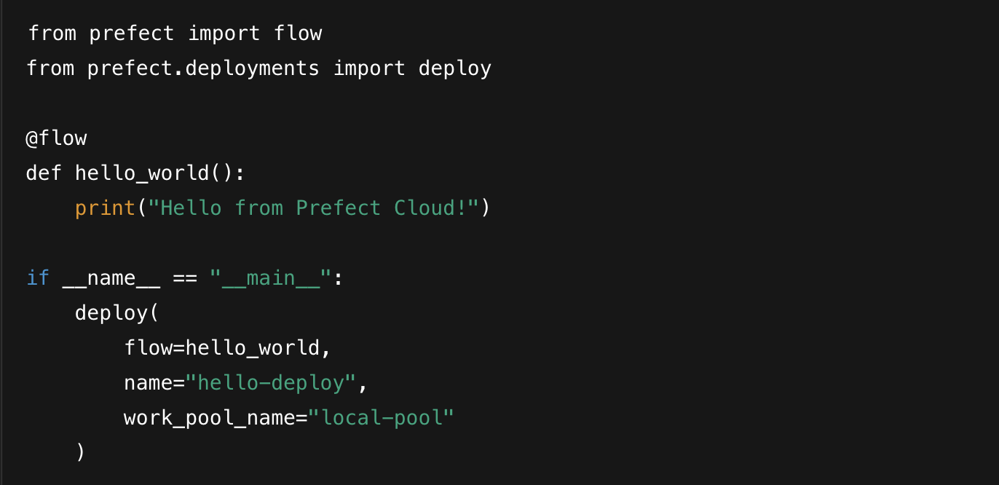 from prefect import flow
from prefect.deployments import deploy

@flow
def hello_world():
    print("Hello from Prefect Cloud!")

if __name__ == "__main__":
    deploy(
        flow=hello_world,
        name="hello-deploy",
        work_pool_name="local-pool"
    )